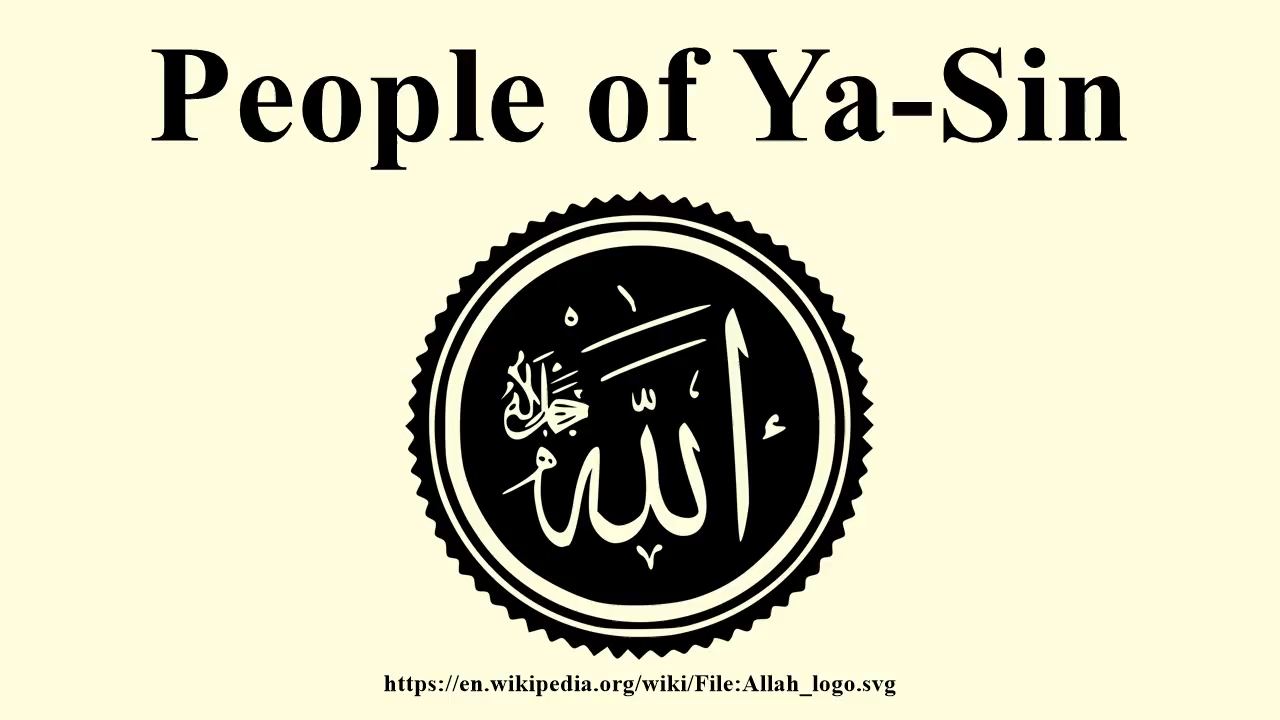 People of Ya-Sin
الله
جل جلاله
https://en.wikipedia.org/wiki/File:Allah_logo.svg